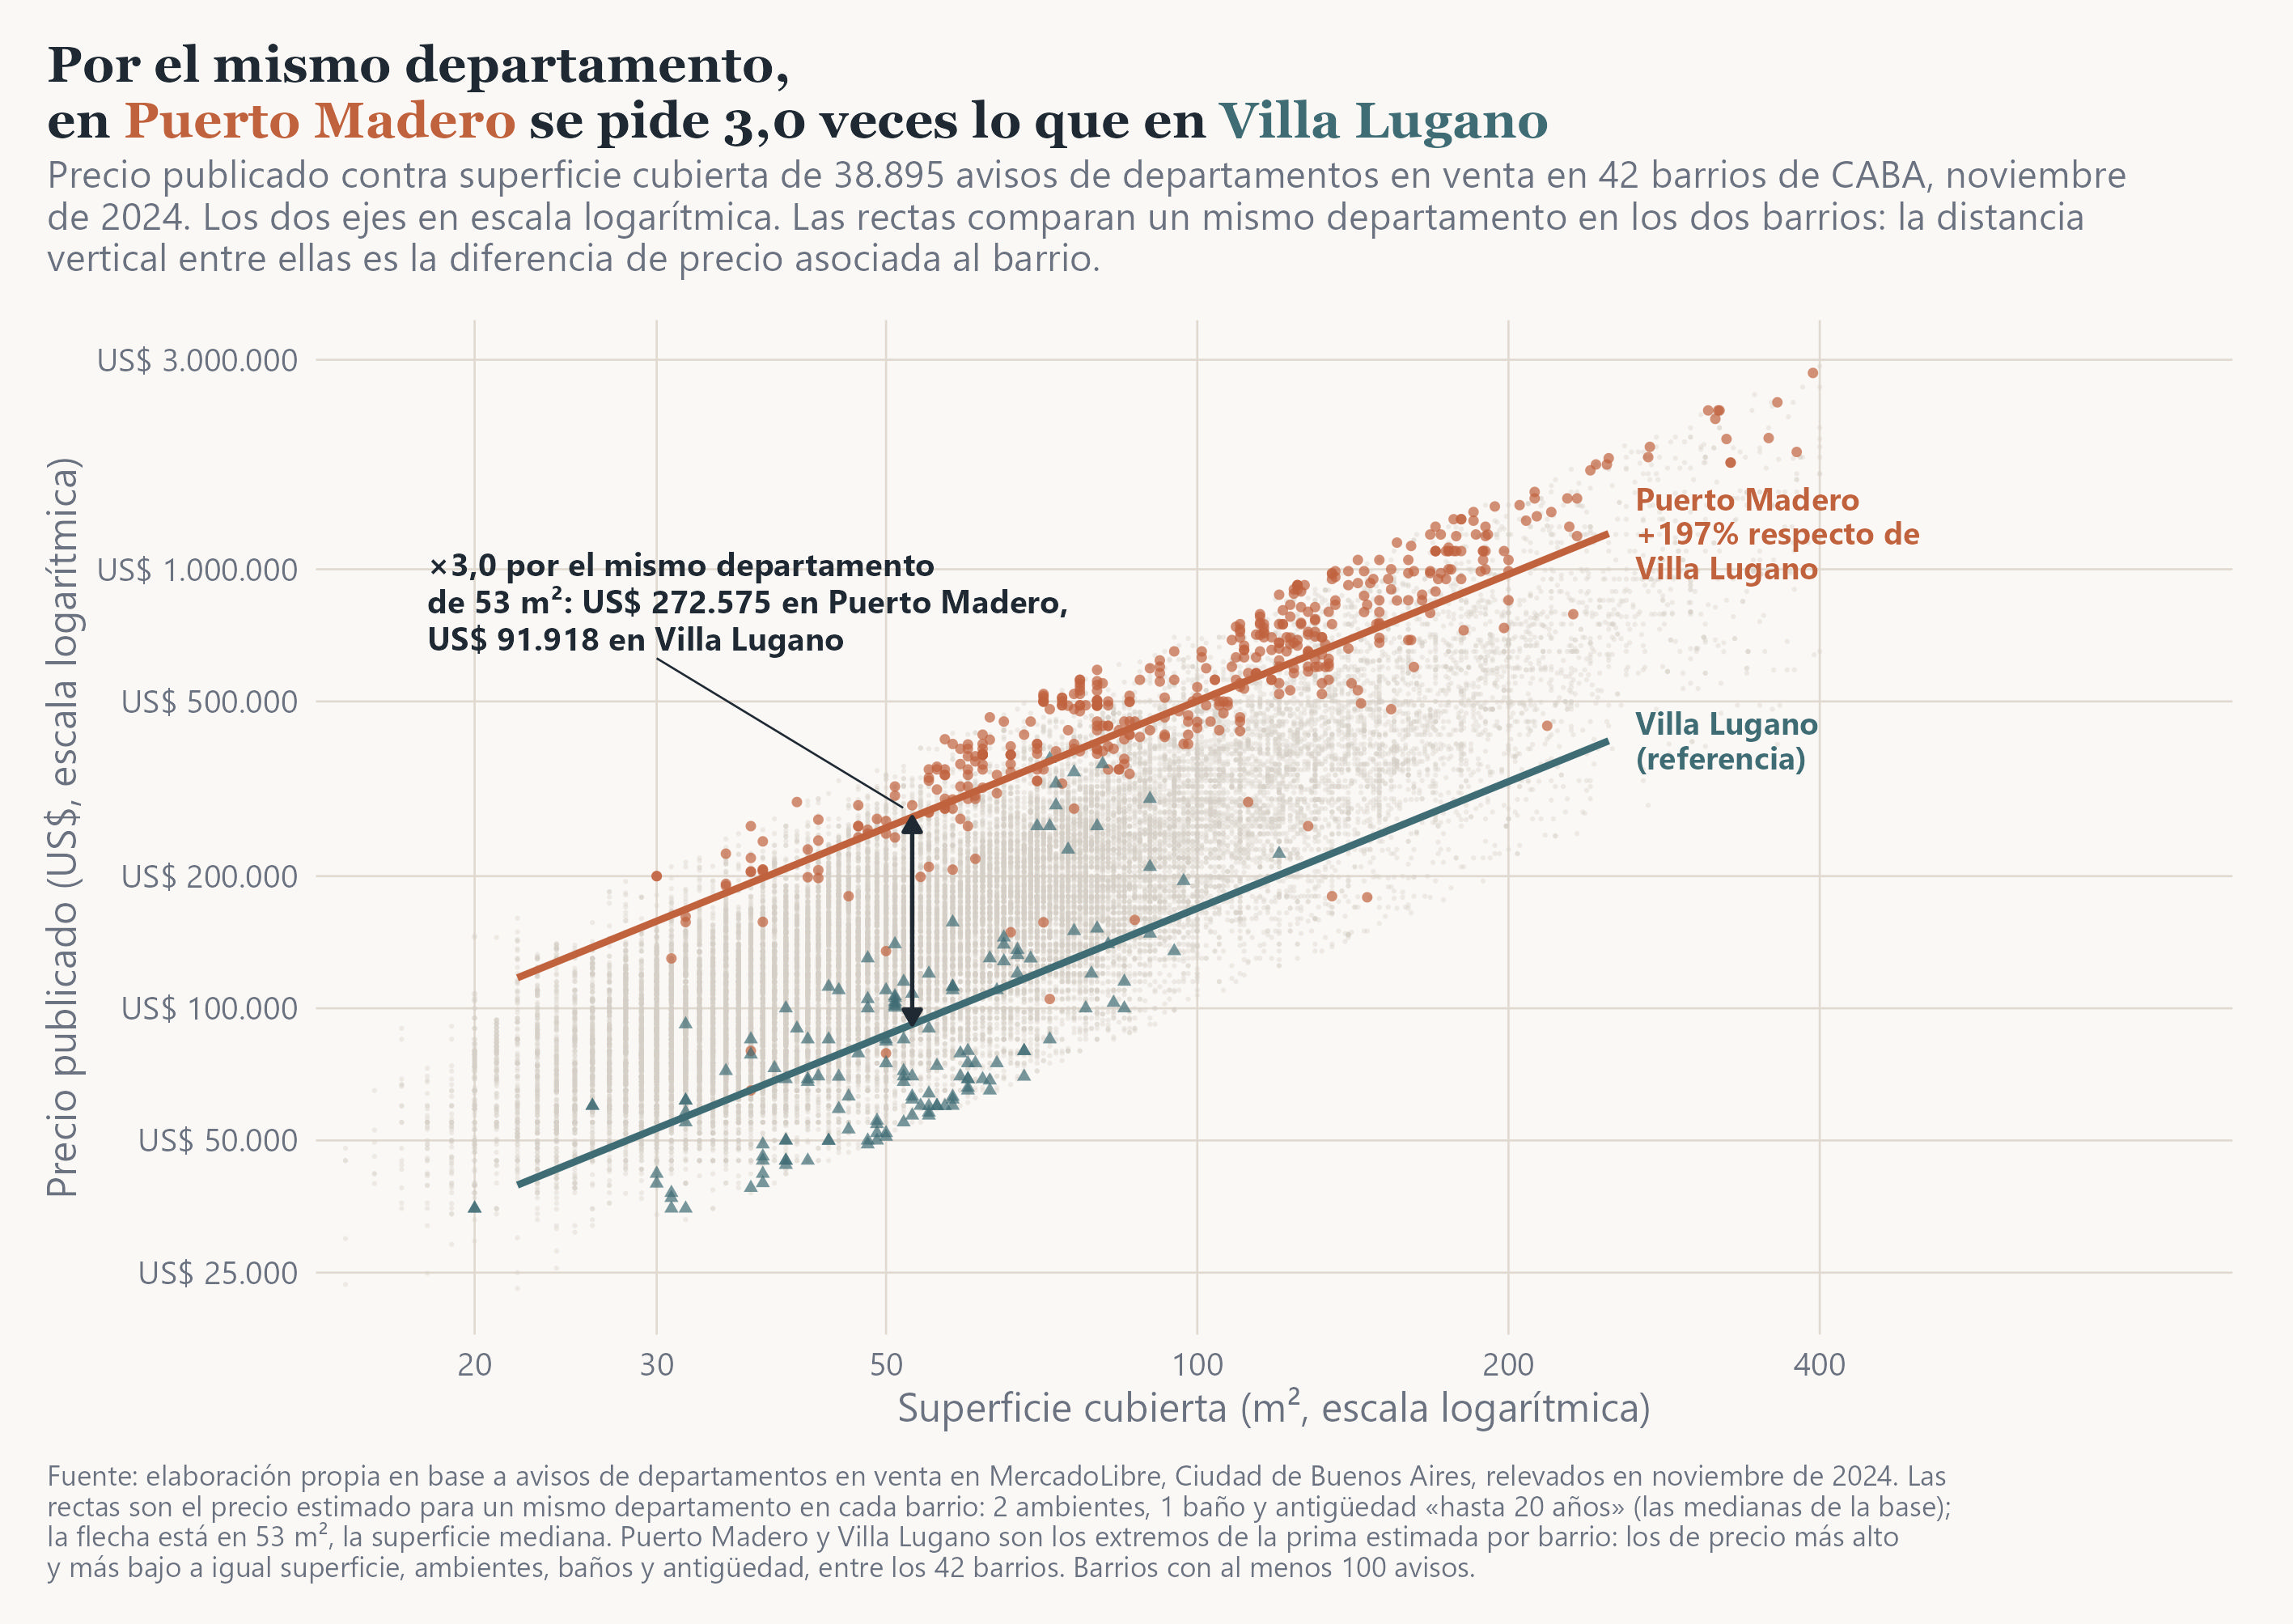 Por el mismo departamento,
en Puerto Madero se pide 3,0 veces lo que en Villa Lugano
Precio publicado contra superficie cubierta de 38.895 avisos de departamentos en venta en 42 barrios de CABA, noviembre
de 2024. Los dos ejes en escala logarítmica. Las rectas comparan un mismo departamento en los dos barrios: la distancia
vertical entre ellas es la diferencia de precio asociada al barrio.
Precio publicado (US$, escala logarítmica)
US$ 3.000.000
US$ 1.000.000
US$ 500.000
US$ 200.000
US$ 100.000
US$ 50.000
US$ 25.000
×3,0 por el mismo departamento
de 53 m²: US$ 272.575 en Puerto Madero,
US$ 91.918 en Villa Lugano
Puerto Madero
+197% respecto de
Villa Lugano
Villa Lugano
(referencia)
20
30
50
100
200
400
Superficie cubierta (m², escala logarítmica)
Fuente: elaboración propia en base a avisos de departamentos en venta en MercadoLibre, Ciudad de Buenos Aires, relevados en noviembre de 2024. Las
rectas son el precio estimado para un mismo departamento en cada barrio: 2 ambientes, 1 baño y antigüedad «hasta 20 años» (las medianas de la base);
la flecha está en 53 m², la superficie mediana. Puerto Madero y Villa Lugano son los extremos de la prima estimada por barrio: los de precio más alto
y más bajo a igual superficie, ambientes, baños y antigüedad, entre los 42 barrios. Barrios con al menos 100 avisos.